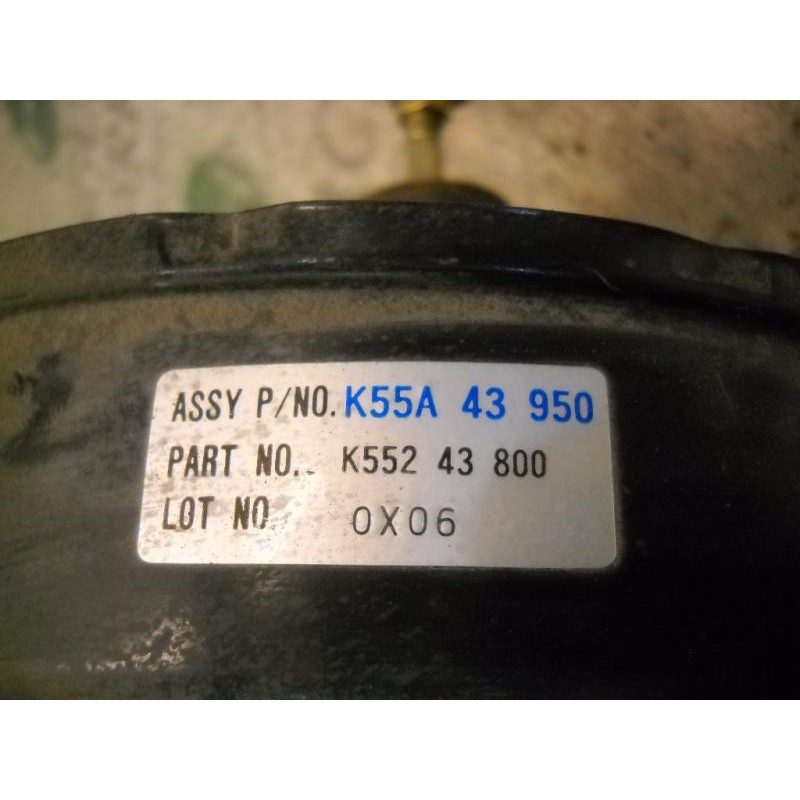 ASSY P/NO. K55A 43 950
PART NO. K552 43 800
LOT NO 0X06